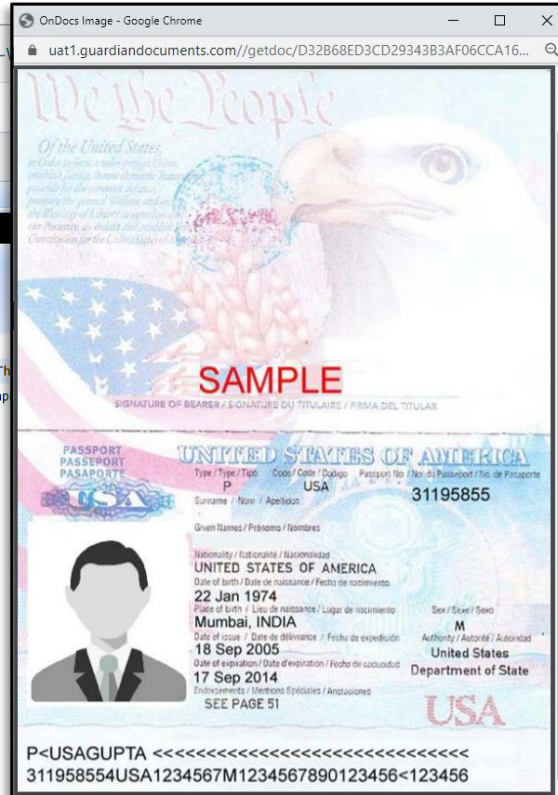 OnDocs Image - Google Chrome
uat1.guardiandocuments.com//getdoc/D32B68ED3CD29343B3AF06CCA16...
We the People
Of the United States,
SAMPLE
SIGNATURE OF BEARER / SIGNATURE DU TITULAIRE / FIRMA DEL TITULAR
PASSPORT
PASSEPORT
PASAPORTE
USA
UNITED STATES OF AMERICA
Type / Type / Tipo Code / Code / Codigo Passport No / No du Passeport / No. de Pasaporte
P USA 31195855
Surname / Nom / Apellidos
Given Names / Prénoms / Nombres
Nationality / Nationalité / Nacionalidad
UNITED STATES OF AMERICA
Date of birth / Date de naissance / Fecha de nacimiento
22 Jan 1974
Place of birth / Lieu de naissance / Lugar de nacimiento Sex / Sexe / Sexo
Mumbai, INDIA M
Date of issue / Date de délivrance / Fecha de expedición Authority / Autorité / Autoridad
18 Sep 2005 United States
Date of expiration / Date d'expiration / Fecha de caducidad Department of State
17 Sep 2014
Endorsements / Mentions Spéciales / Anotaciones
SEE PAGE 51
USA
P<USAGUPTA <<<<<<<<<<<<<<<<<<<<<<<<<<<<<<
311958554USA1234567M1234567890123456<123456